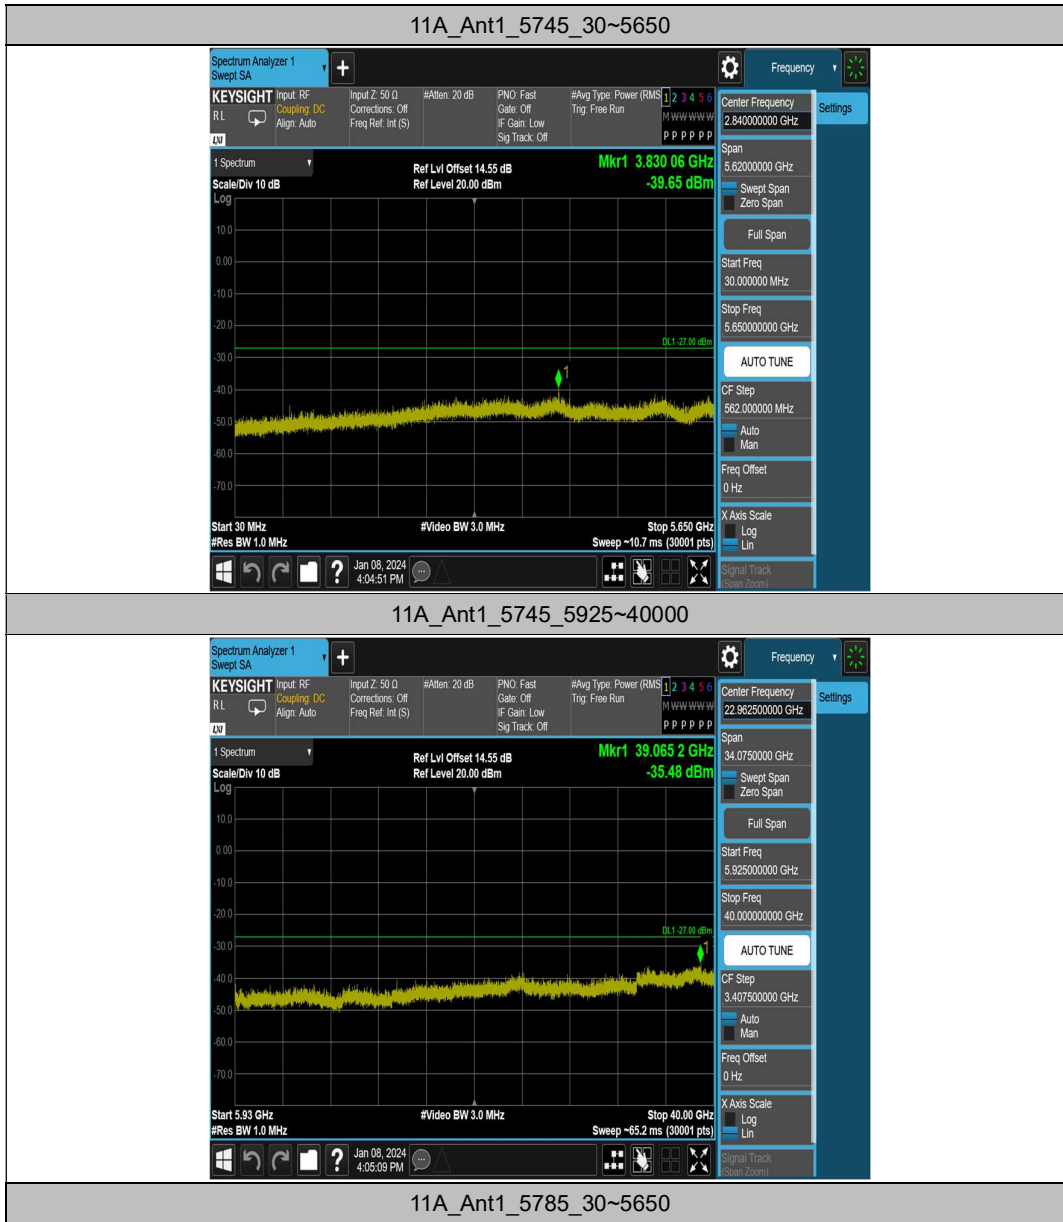 11A_Ant1_5745_30~5650
Spectrum Analyzer 1
Swept SA
+
Frequency
KEYSIGHT
RL
LXI
Input: RF
Coupling: DC
Align: Auto
Input Z: 50 Ω
Corrections: Off
Freq Ref: Int (S)
#Atten: 20 dB
PNO: Fast
Gate: Off
IF Gain: Low
Sig Track: Off
#Avg Type: Power (RMS
Trig: Free Run
1 2 3 4 5 6
M W W W W W
P P P P P P
Center Frequency
2.840000000 GHz
Settings
Span
5.62000000 GHz
Swept Span
Zero Span
Full Span
Start Freq
30.000000 MHz
Stop Freq
5.650000000 GHz
AUTO TUNE
CF Step
562.000000 MHz
Auto
Man
Freq Offset
0 Hz
X Axis Scale
Log
Lin
Signal Track
(Span Zoom)
1 Spectrum
Scale/Div 10 dB
Ref Lvl Offset 14.55 dB
Ref Level 20.00 dBm
Mkr1 3.830 06 GHz
-39.65 dBm
Log
10.0
0.00
-10.0
-20.0
DL1 -27.00 dBm
-30.0
1
-40.0
-50.0
-60.0
-70.0
Start 30 MHz
#Video BW 3.0 MHz
Stop 5.650 GHz
#Res BW 1.0 MHz
Sweep ~10.7 ms (30001 pts)
?
Jan 08, 2024
4:04:51 PM
11A_Ant1_5745_5925~40000
Spectrum Analyzer 1
Swept SA
+
Frequency
KEYSIGHT
RL
LXI
Input: RF
Coupling: DC
Align: Auto
Input Z: 50 Ω
Corrections: Off
Freq Ref: Int (S)
#Atten: 20 dB
PNO: Fast
Gate: Off
IF Gain: Low
Sig Track: Off
#Avg Type: Power (RMS
Trig: Free Run
1 2 3 4 5 6
M W W W W W
P P P P P P
Center Frequency
22.962500000 GHz
Settings
Span
34.0750000 GHz
Swept Span
Zero Span
Full Span
Start Freq
5.925000000 GHz
Stop Freq
40.000000000 GHz
AUTO TUNE
CF Step
3.407500000 GHz
Auto
Man
Freq Offset
0 Hz
X Axis Scale
Log
Lin
Signal Track
(Span Zoom)
1 Spectrum
Scale/Div 10 dB
Ref Lvl Offset 14.55 dB
Ref Level 20.00 dBm
Mkr1 39.065 2 GHz
-35.48 dBm
Log
10.0
0.00
-10.0
-20.0
DL1 -27.00 dBm
-30.0
1
-40.0
-50.0
-60.0
-70.0
Start 5.93 GHz
#Video BW 3.0 MHz
Stop 40.00 GHz
#Res BW 1.0 MHz
Sweep ~65.2 ms (30001 pts)
?
Jan 08, 2024
4:05:09 PM
11A_Ant1_5785_30~5650